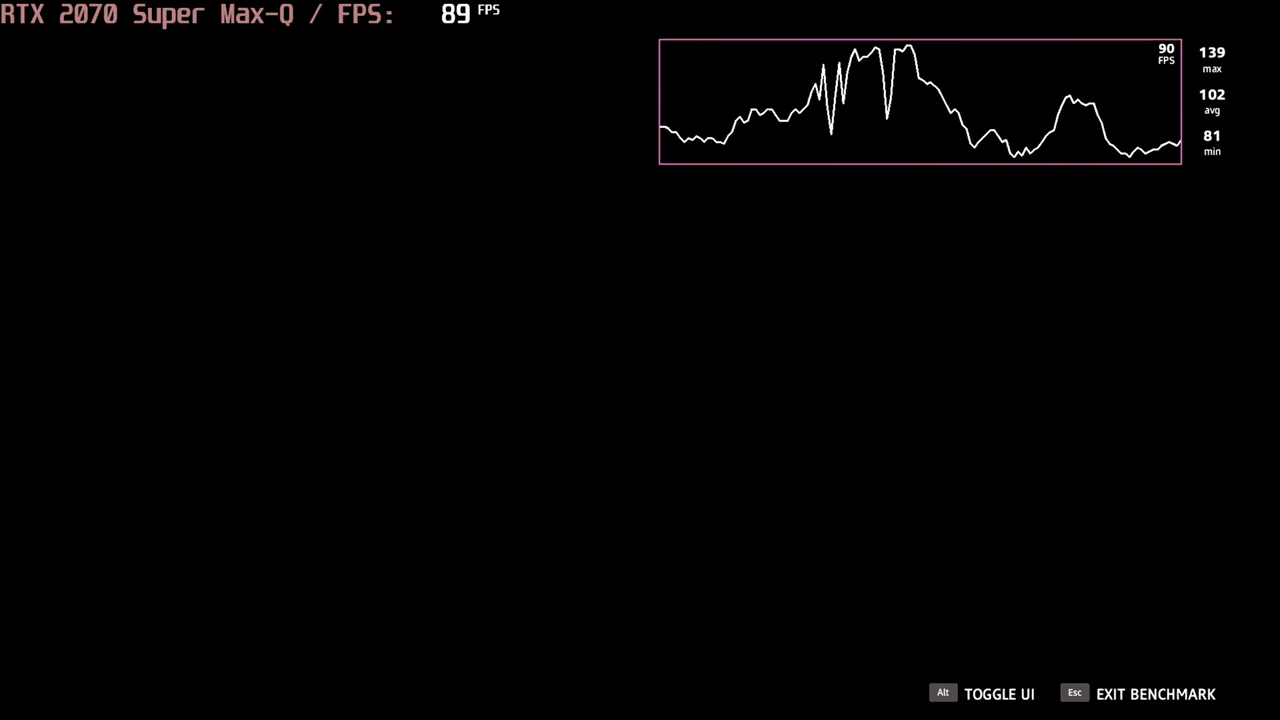 RTX 2070 Super Max-Q / FPS: 89 FPS
90
FPS
139
max
102
avg
81
min
Alt TOGGLE UI Esc EXIT BENCHMARK